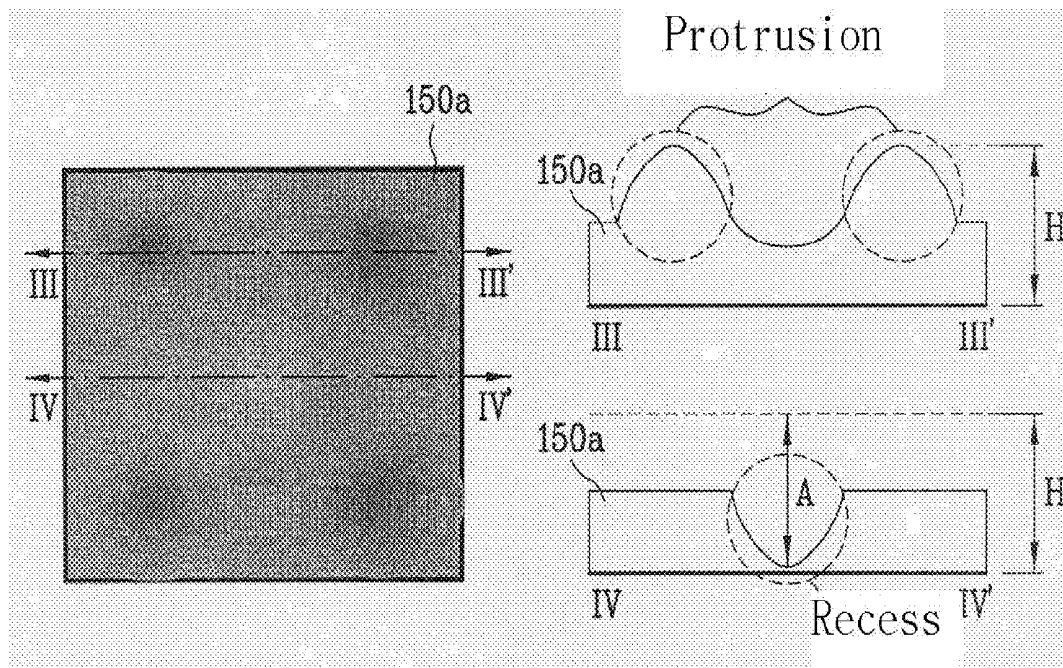 Protrusion
150a
150a
H
III
III'
III
III'
IV
IV'
150a
A
H
IV
IV'
Recess